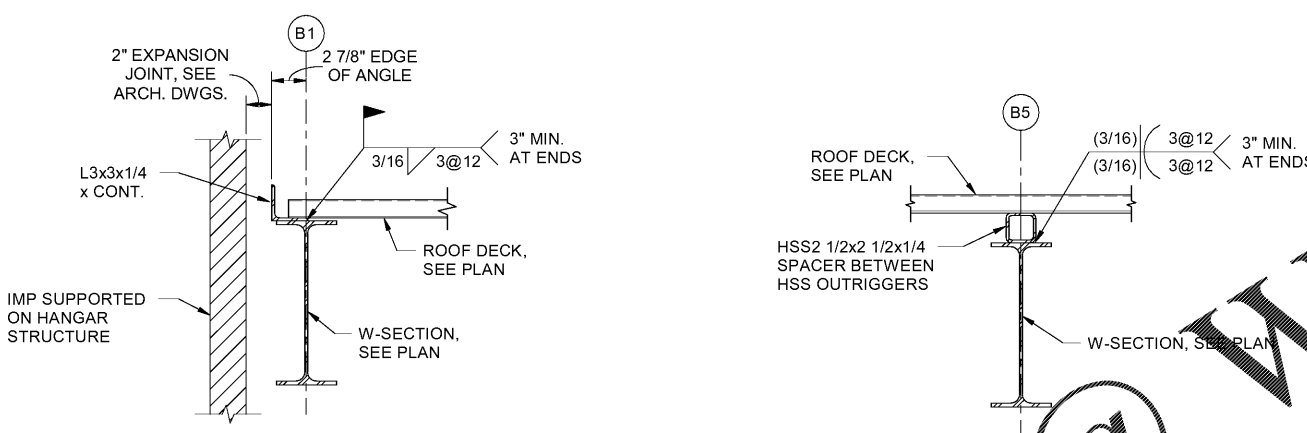 B1
2" EXPANSION
JOINT, SEE
ARCH. DWGS.
2 7/8" EDGE
OF ANGLE
3/16
3@12
3" MIN.
AT ENDS
L3x3x1/4
x CONT.
ROOF DECK,
SEE PLAN
IMP SUPPORTED
ON HANGAR
STRUCTURE
W-SECTION,
SEE PLAN
B5
(3/16) 3@12
(3/16) 3@12
3" MIN.
AT ENDS
ROOF DECK,
SEE PLAN
HSS2 1/2x2 1/2x1/4
SPACER BETWEEN
HSS OUTRIGGERS
W-SECTION, SEE PLAN